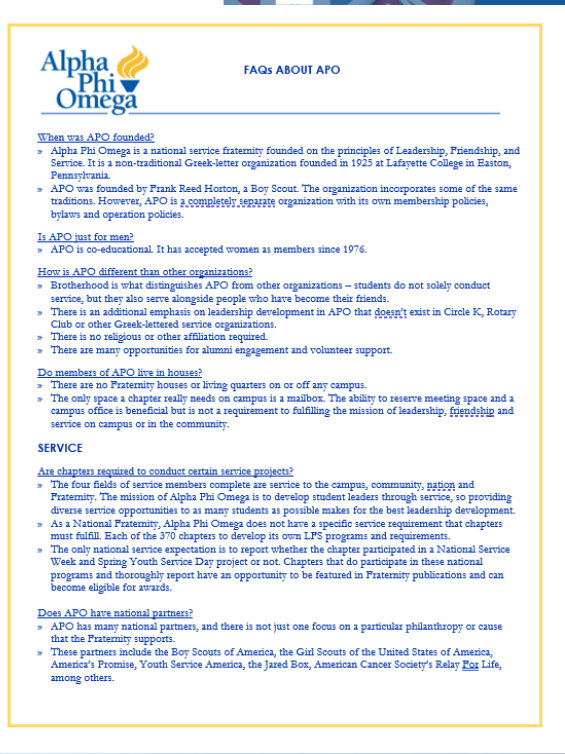 Alpha
Phi
Omega
FAQs ABOUT APO
When was APO founded?
» Alpha Phi Omega is a national service fraternity founded on the principles of Leadership, Friendship, and
Service. It is a non-traditional Greek-letter organization founded in 1925 at Lafayette College in Easton,
Pennsylvania.
» APO was founded by Frank Reed Horton, a Boy Scout. The organization incorporates some of the same
traditions. However, APO is a completely separate organization with its own membership policies,
bylaws and operation policies.
Is APO just for men?
» APO is co-educational. It has accepted women as members since 1976.
How is APO different than other organizations?
» Brotherhood is what distinguishes APO from other organizations – students do not solely conduct
service, but they also serve alongside people who have become their friends.
» There is an additional emphasis on leadership development in APO that doesn't exist in Circle K, Rotary
Club or other Greek-lettered service organizations.
» There is no religious or other affiliation required.
» There are many opportunities for alumni engagement and volunteer support.
Do members of APO live in houses?
» There are no Fraternity houses or living quarters on or off any campus.
» The only space a chapter really needs on campus is a mailbox. The ability to reserve meeting space and a
campus office is beneficial but is not a requirement to fulfilling the mission of leadership, friendship and
service on campus or in the community.
SERVICE
Are chapters required to conduct certain service projects?
» The four fields of service members complete are service to the campus, community, nation and
Fraternity. The mission of Alpha Phi Omega is to develop student leaders through service, so providing
diverse service opportunities to as many students as possible makes for the best leadership development.
» As a National Fraternity, Alpha Phi Omega does not have a specific service requirement that chapters
must fulfill. Each of the 370 chapters to develop its own LFS programs and requirements.
» The only national service expectation is to report whether the chapter participated in a National Service
Week and Spring Youth Service Day project or not. Chapters that do participate in these national
programs and thoroughly report have an opportunity to be featured in Fraternity publications and can
become eligible for awards.
Does APO have national partners?
» APO has many national partners, and there is not just one focus on a particular philanthropy or cause
that the Fraternity supports.
» These partners include the Boy Scouts of America, the Girl Scouts of the United States of America,
America's Promise, Youth Service America, the Jared Box, American Cancer Society's Relay For Life,
among others.